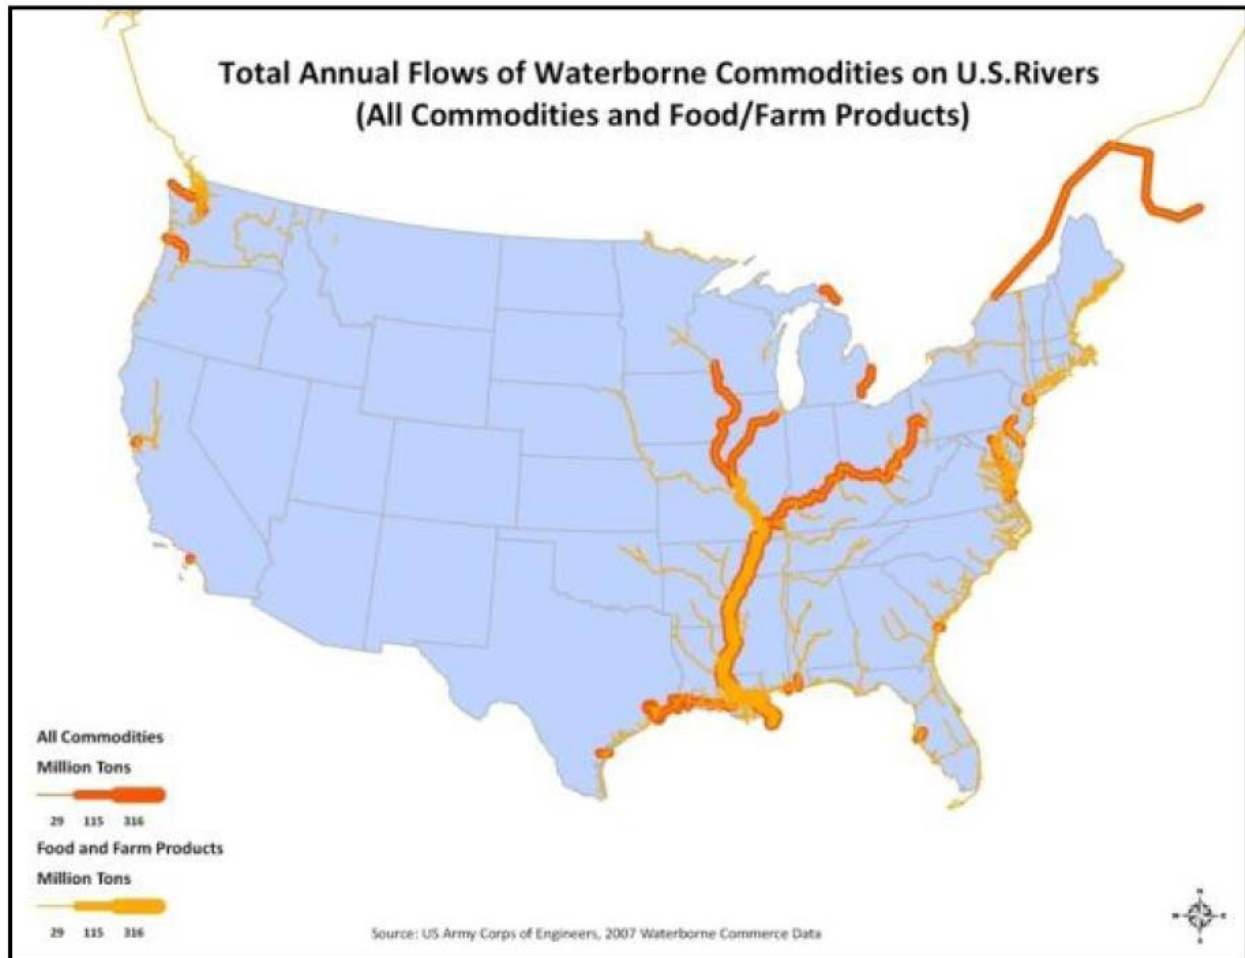 Total Annual Flows of Waterborne Commodities on U.S.Rivers
(All Commodities and Food/Farm Products)
All Commodities
Million Tons
29 115 316
Food and Farm Products
Million Tons
29 115 316
Source: US Army Corps of Engineers, 2007 Waterborne Commerce Data